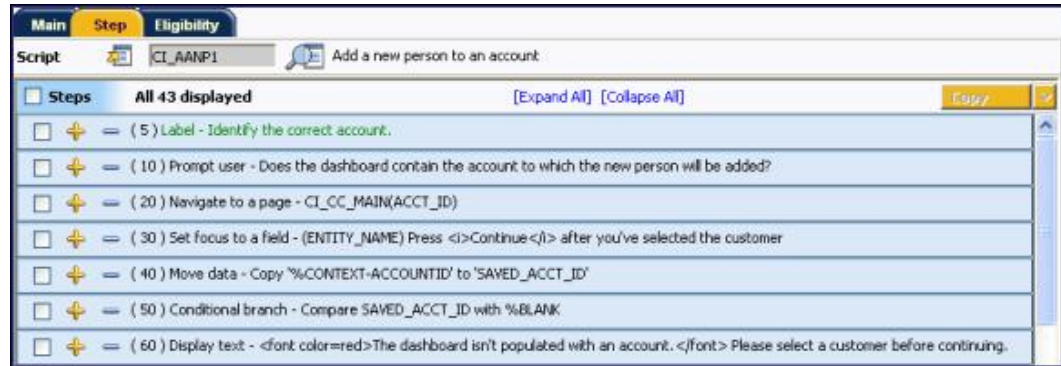 Main Step Eligibility
Script CI_AANP1 Add a new person to an account
Steps All 43 displayed [Expand All] [Collapse All] Copy
( 5 ) Label - Identify the correct account.
( 10 ) Prompt user - Does the dashboard contain the account to which the new person will be added?
( 20 ) Navigate to a page - CI_CC_MAIN(ACCT_ID)
( 30 ) Set focus to a field - (ENTITY_NAME) Press <i>Continue</i> after you've selected the customer
( 40 ) Move data - Copy '%CONTEXT-ACCOUNTID' to 'SAVED_ACCT_ID'
( 50 ) Conditional branch - Compare SAVED_ACCT_ID with %BLANK
( 60 ) Display text - <font color=red>The dashboard isn't populated with an account.</font> Please select a customer before continuing.